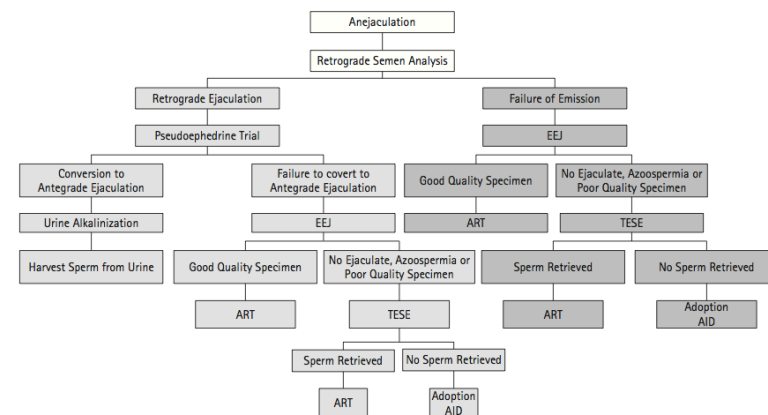 Anejaculation
Retrograde Semen Analysis
Retrograde Ejaculation
Failure of Emission
Pseudoephedrine Trial
EEJ
Conversion to
Antegrade Ejaculation
Failure to covert to
Antegrade Ejaculation
Good Quality Specimen
No Ejaculate, Azoospermia or
Poor Quality Specimen
Urine Alkalinization
EEJ
ART
TESE
Harvest Sperm from Urine
Good Quality Specimen
No Ejaculate, Azoospermia or
Poor Quality Specimen
Sperm Retrieved
No Sperm Retrieved
ART
TESE
ART
Adoption
AID
Sperm Retrieved
No Sperm Retrieved
ART
Adoption
AID